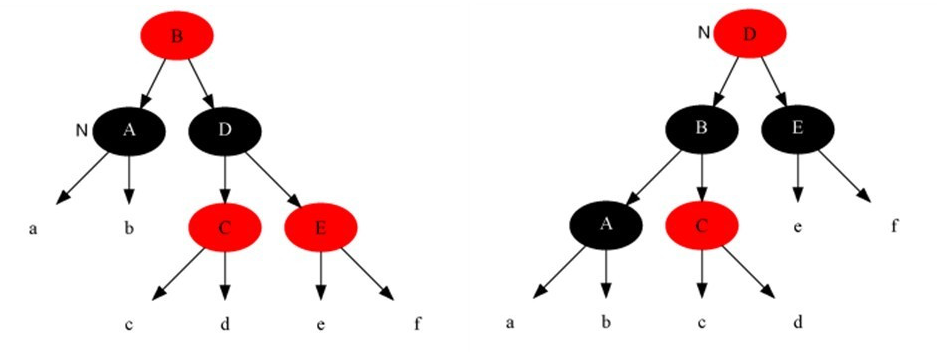 B
N A D
a b C E
c d e f
N D
B E
A C e f
a b c d